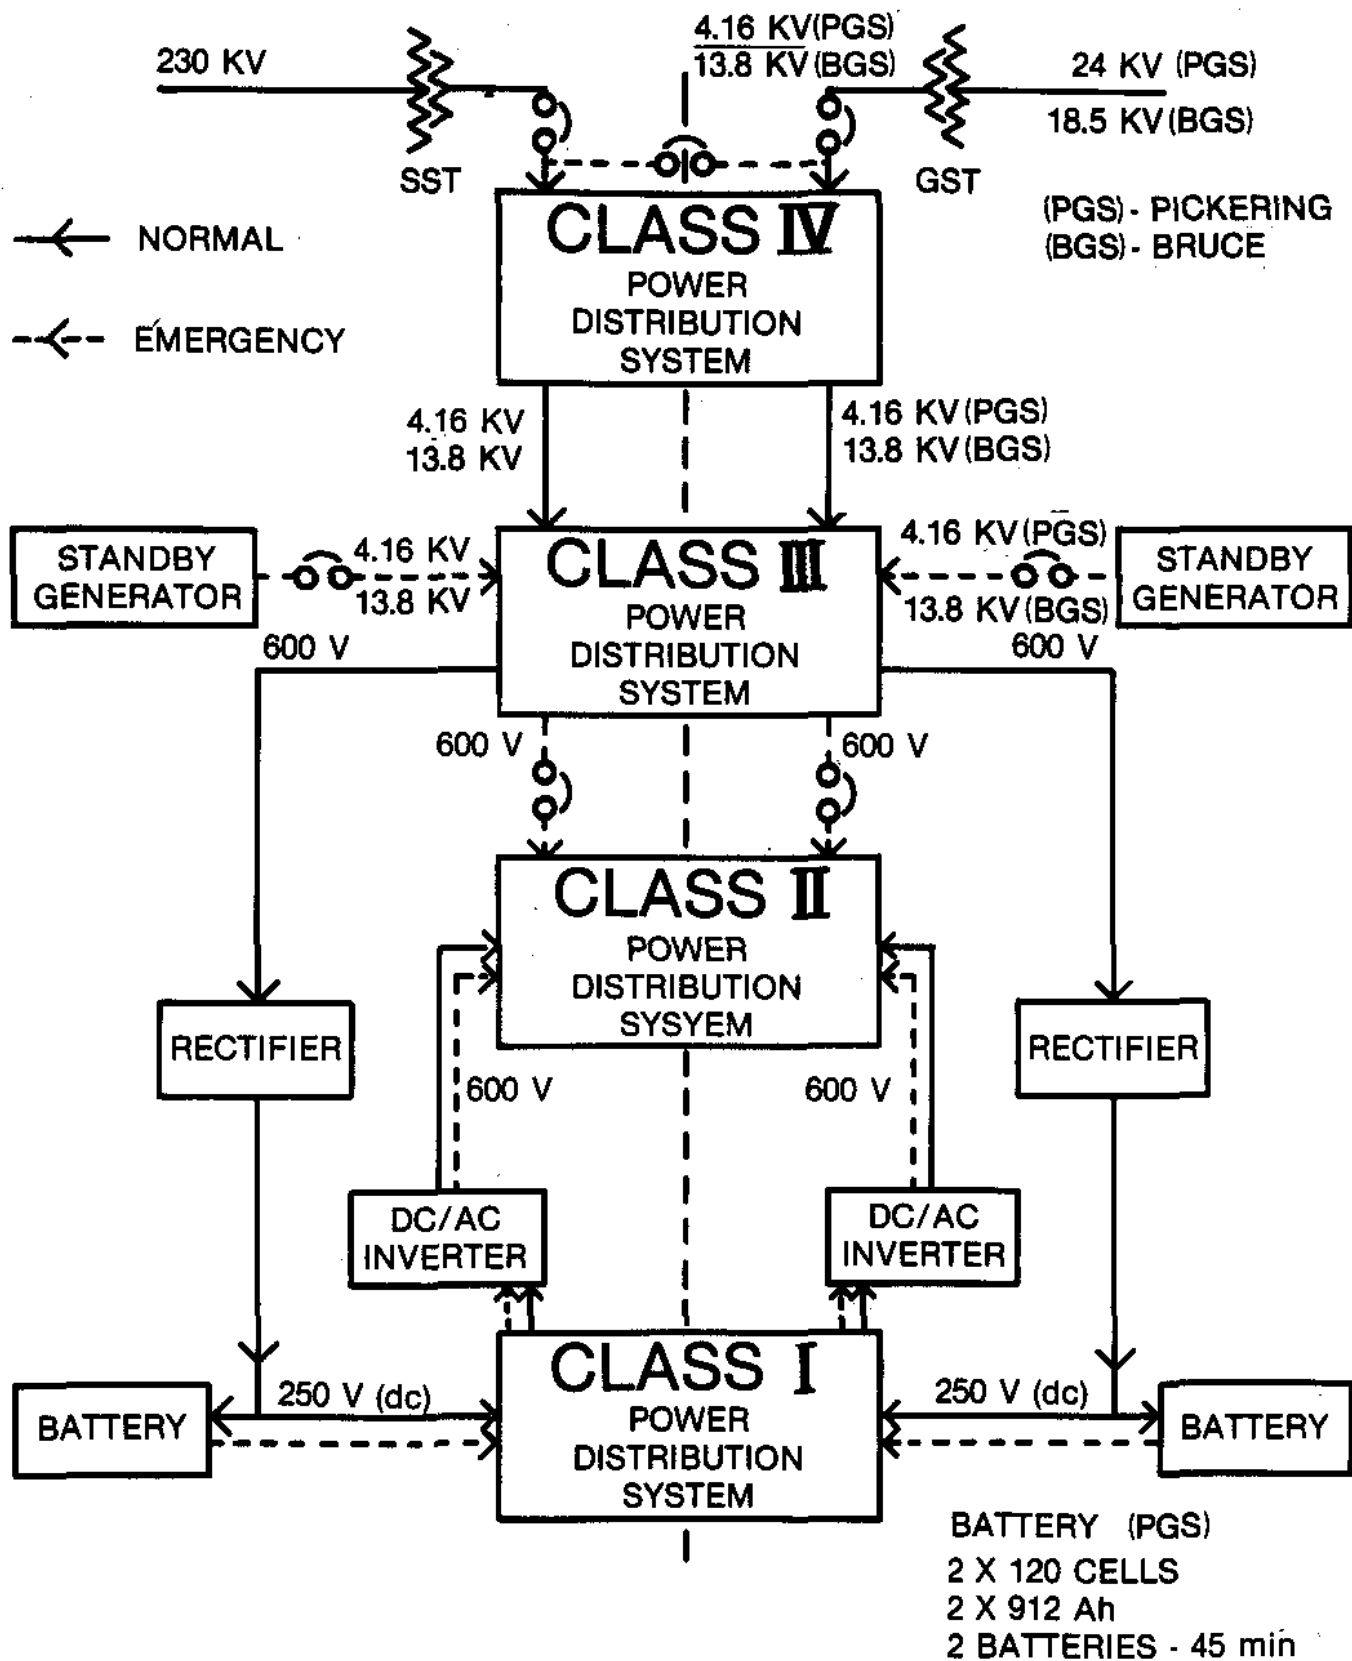 230 KV
4.16 KV (PGS)
13.8 KV (BGS)
24 KV (PGS)
18.5 KV (BGS)
SST
GST
(PGS) - PICKERING
(BGS) - BRUCE
NORMAL
EMERGENCY
CLASS IV
POWER
DISTRIBUTION
SYSTEM
4.16 KV
13.8 KV
4.16 KV (PGS)
13.8 KV (BGS)
STANDBY
GENERATOR
4.16 KV
13.8 KV
CLASS III
POWER
DISTRIBUTION
SYSTEM
4.16 KV (PGS)
13.8 KV (BGS)
STANDBY
GENERATOR
600 V
600 V
600 V
600 V
CLASS II
POWER
DISTRIBUTION
SYSYEM
RECTIFIER
RECTIFIER
600 V
600 V
DC/AC
INVERTER
DC/AC
INVERTER
CLASS I
POWER
DISTRIBUTION
SYSTEM
BATTERY
250 V (dc)
250 V (dc)
BATTERY
BATTERY (PGS)
2 X 120 CELLS
2 X 912 Ah
2 BATTERIES - 45 min